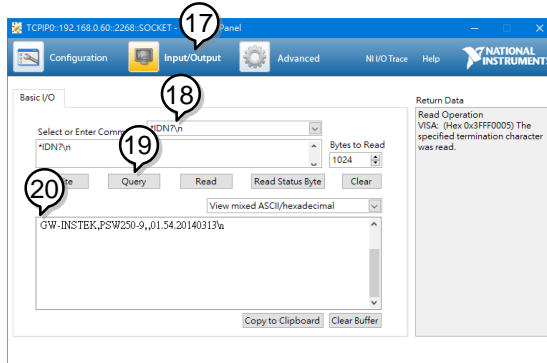 TCPIP0::192.168.0.60::2268::SOCKET - Panel
17
Configuration
Input/Output
Advanced
NI I/O Trace
Help
NATIONAL
INSTRUMENTS
Basic I/O
18
Select or Enter Comm
*IDN?\n
19
*IDN?\n
Bytes to Read
1024
Query
Read
Read Status Byte
Clear
20
View mixed ASCII/hexadecimal
GW-INSTEK,PSW250-9,,01.54.20140313\n
Copy to Clipboard
Clear Buffer
Return Data
Read Operation
VISA: (Hex 0x3FFF0005) The
specified termination character
was read.